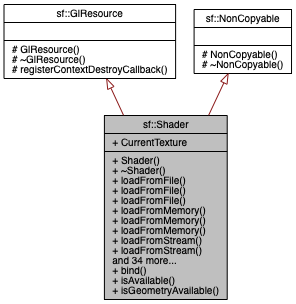 sf::GlResource
# GlResource()
# ~GlResource()
# registerContextDestroyCallback()
sf::NonCopyable
# NonCopyable()
# ~NonCopyable()
sf::Shader
+ CurrentTexture
+ Shader()
+ ~Shader()
+ loadFromFile()
+ loadFromFile()
+ loadFromFile()
+ loadFromMemory()
+ loadFromMemory()
+ loadFromMemory()
+ loadFromStream()
+ loadFromStream()
and 34 more...
+ bind()
+ isAvailable()
+ isGeometryAvailable()